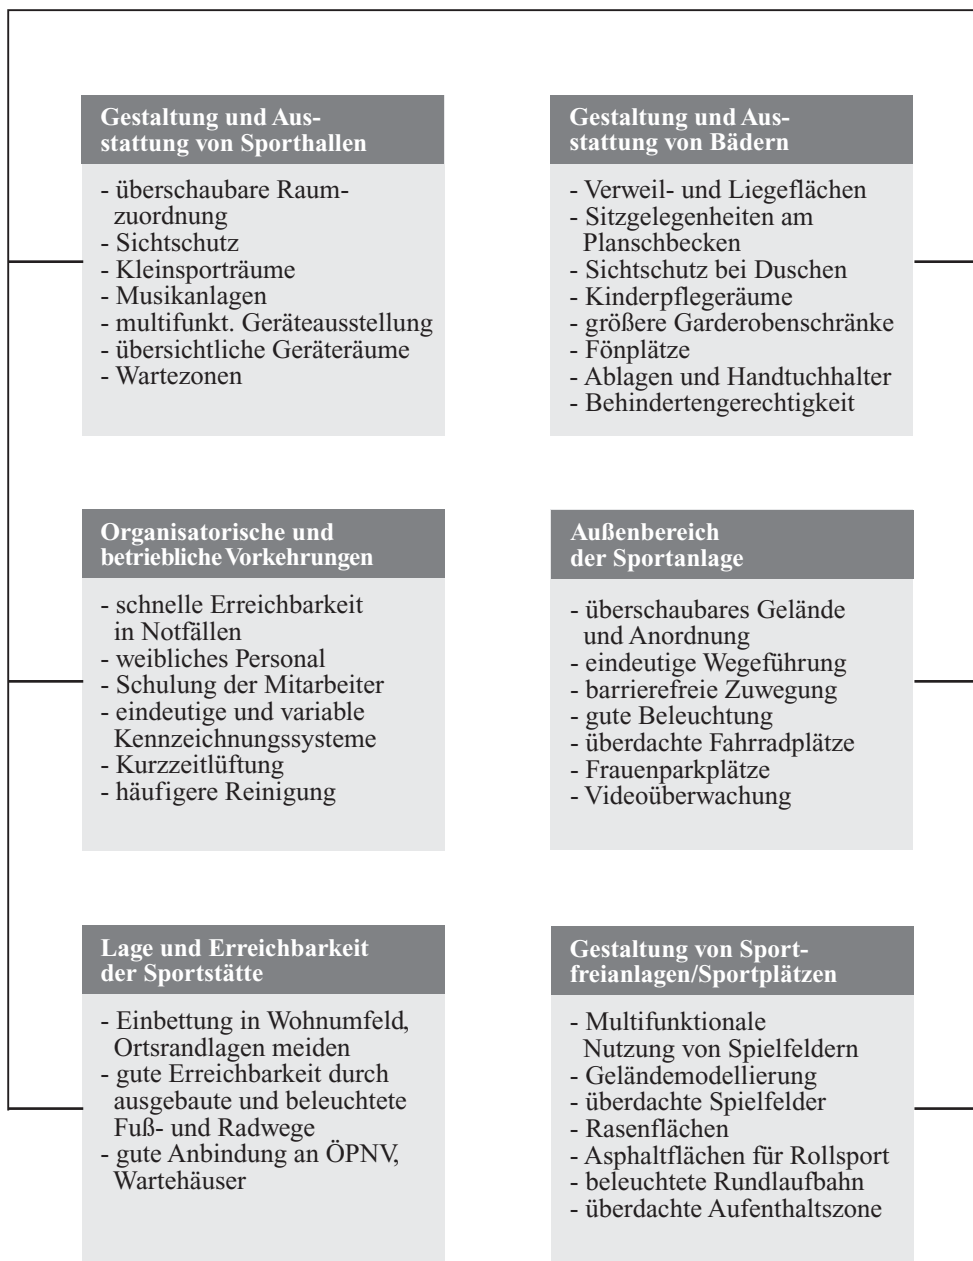 Gestaltung und Aus-
stattung von Sporthallen
- überschaubare Raum-
zuordnung
- Sichtschutz
- Kleinsporträume
- Musikanlagen
- multifunkt. Geräteausstellung
- übersichtliche Geräteräume
- Wartezonen
Gestaltung und Aus-
stattung von Bädern
- Verweil- und Liegeflächen
- Sitzgelegenheiten am
Planschbecken
- Sichtschutz bei Duschen
- Kinderpflegeräume
- größere Garderobenschränke
- Fönplätze
- Ablagen und Handtuchhalter
- Behindertengerechtigkeit
Organisatorische und
betriebliche Vorkehrungen
- schnelle Erreichbarkeit
in Notfällen
- weibliches Personal
- Schulung der Mitarbeiter
- eindeutige und variable
Kennzeichnungssysteme
- Kurzzeitlüftung
- häufigere Reinigung
Außenbereich
der Sportanlage
- überschaubares Gelände
und Anordnung
- eindeutige Wegeführung
- barrierefreie Zuwegung
- gute Beleuchtung
- überdachte Fahrradplätze
- Frauenparkplätze
- Videoüberwachung
Lage und Erreichbarkeit
der Sportstätte
- Einbettung in Wohnumfeld,
Ortsrandlagen meiden
- gute Erreichbarkeit durch
ausgebaute und beleuchtete
Fuß- und Radwege
- gute Anbindung an ÖPNV,
Wartehäuser
Gestaltung von Sport-
freianlagen/Sportplätzen
- Multifunktionale
Nutzung von Spielfeldern
- Geländemodellierung
- überdachte Spielfelder
- Rasenflächen
- Asphaltflächen für Rollsport
- beleuchtete Rundlaufbahn
- überdachte Aufenthaltszone